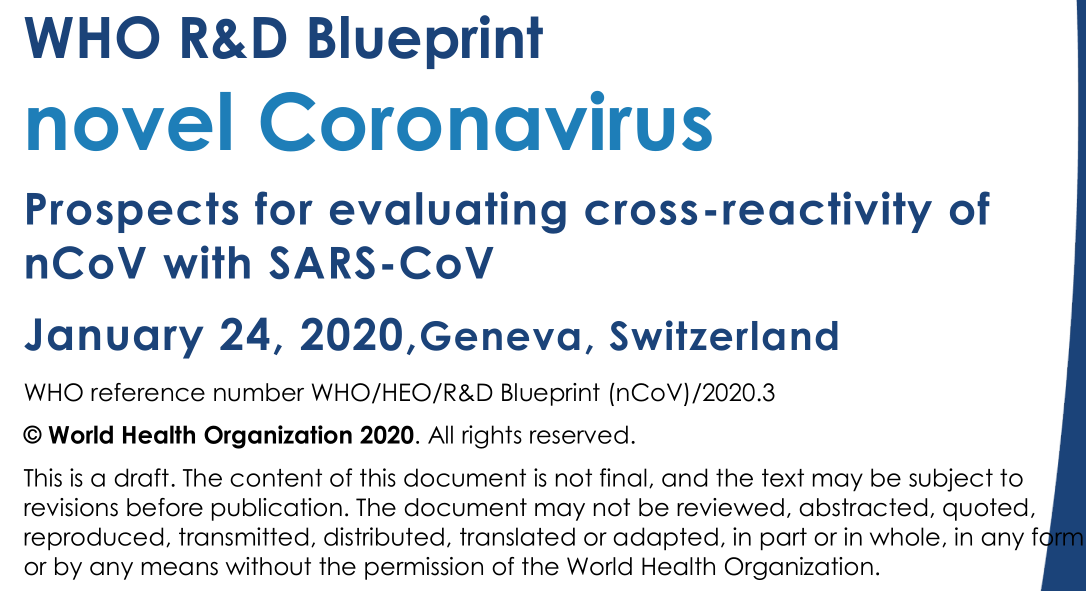 WHO R&D Blueprint
novel Coronavirus
Prospects for evaluating cross-reactivity of
nCoV with SARS-CoV
January 24, 2020,Geneva, Switzerland
WHO reference number WHO/HEO/R&D Blueprint (nCoV)/2020.3
© World Health Organization 2020. All rights reserved.
This is a draft. The content of this document is not final, and the text may be subject to
revisions before publication. The document may not be reviewed, abstracted, quoted,
reproduced, transmitted, distributed, translated or adapted, in part or in whole, in any form
or by any means without the permission of the World Health Organization.